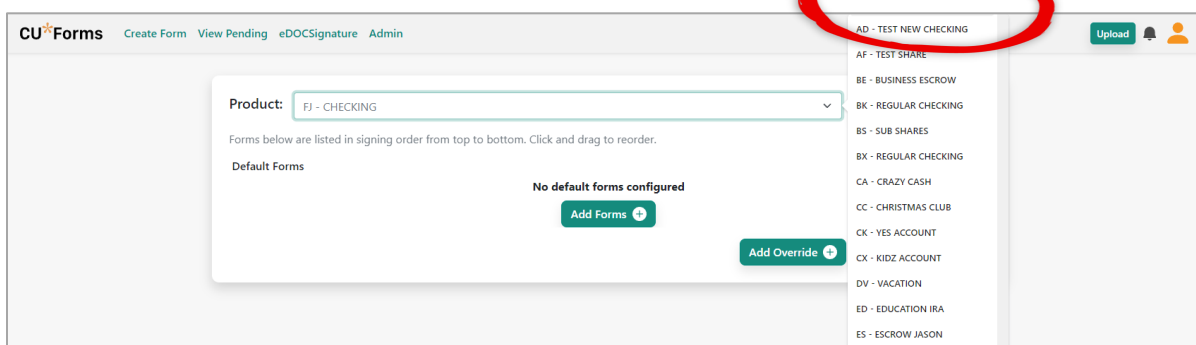 CU*Forms Create Form View Pending eDOCSignature Admin Upload
Product: FJ - CHECKING
Forms below are listed in signing order from top to bottom. Click and drag to reorder.
Default Forms
No default forms configured
Add Forms
Add Override
AD - TEST NEW CHECKING
AF - TEST SHARE
BE - BUSINESS ESCROW
BK - REGULAR CHECKING
BS - SUB SHARES
BX - REGULAR CHECKING
CA - CRAZY CASH
CC - CHRISTMAS CLUB
CK - YES ACCOUNT
CX - KIDZ ACCOUNT
DV - VACATION
ED - EDUCATION IRA
ES - ESCROW JASON